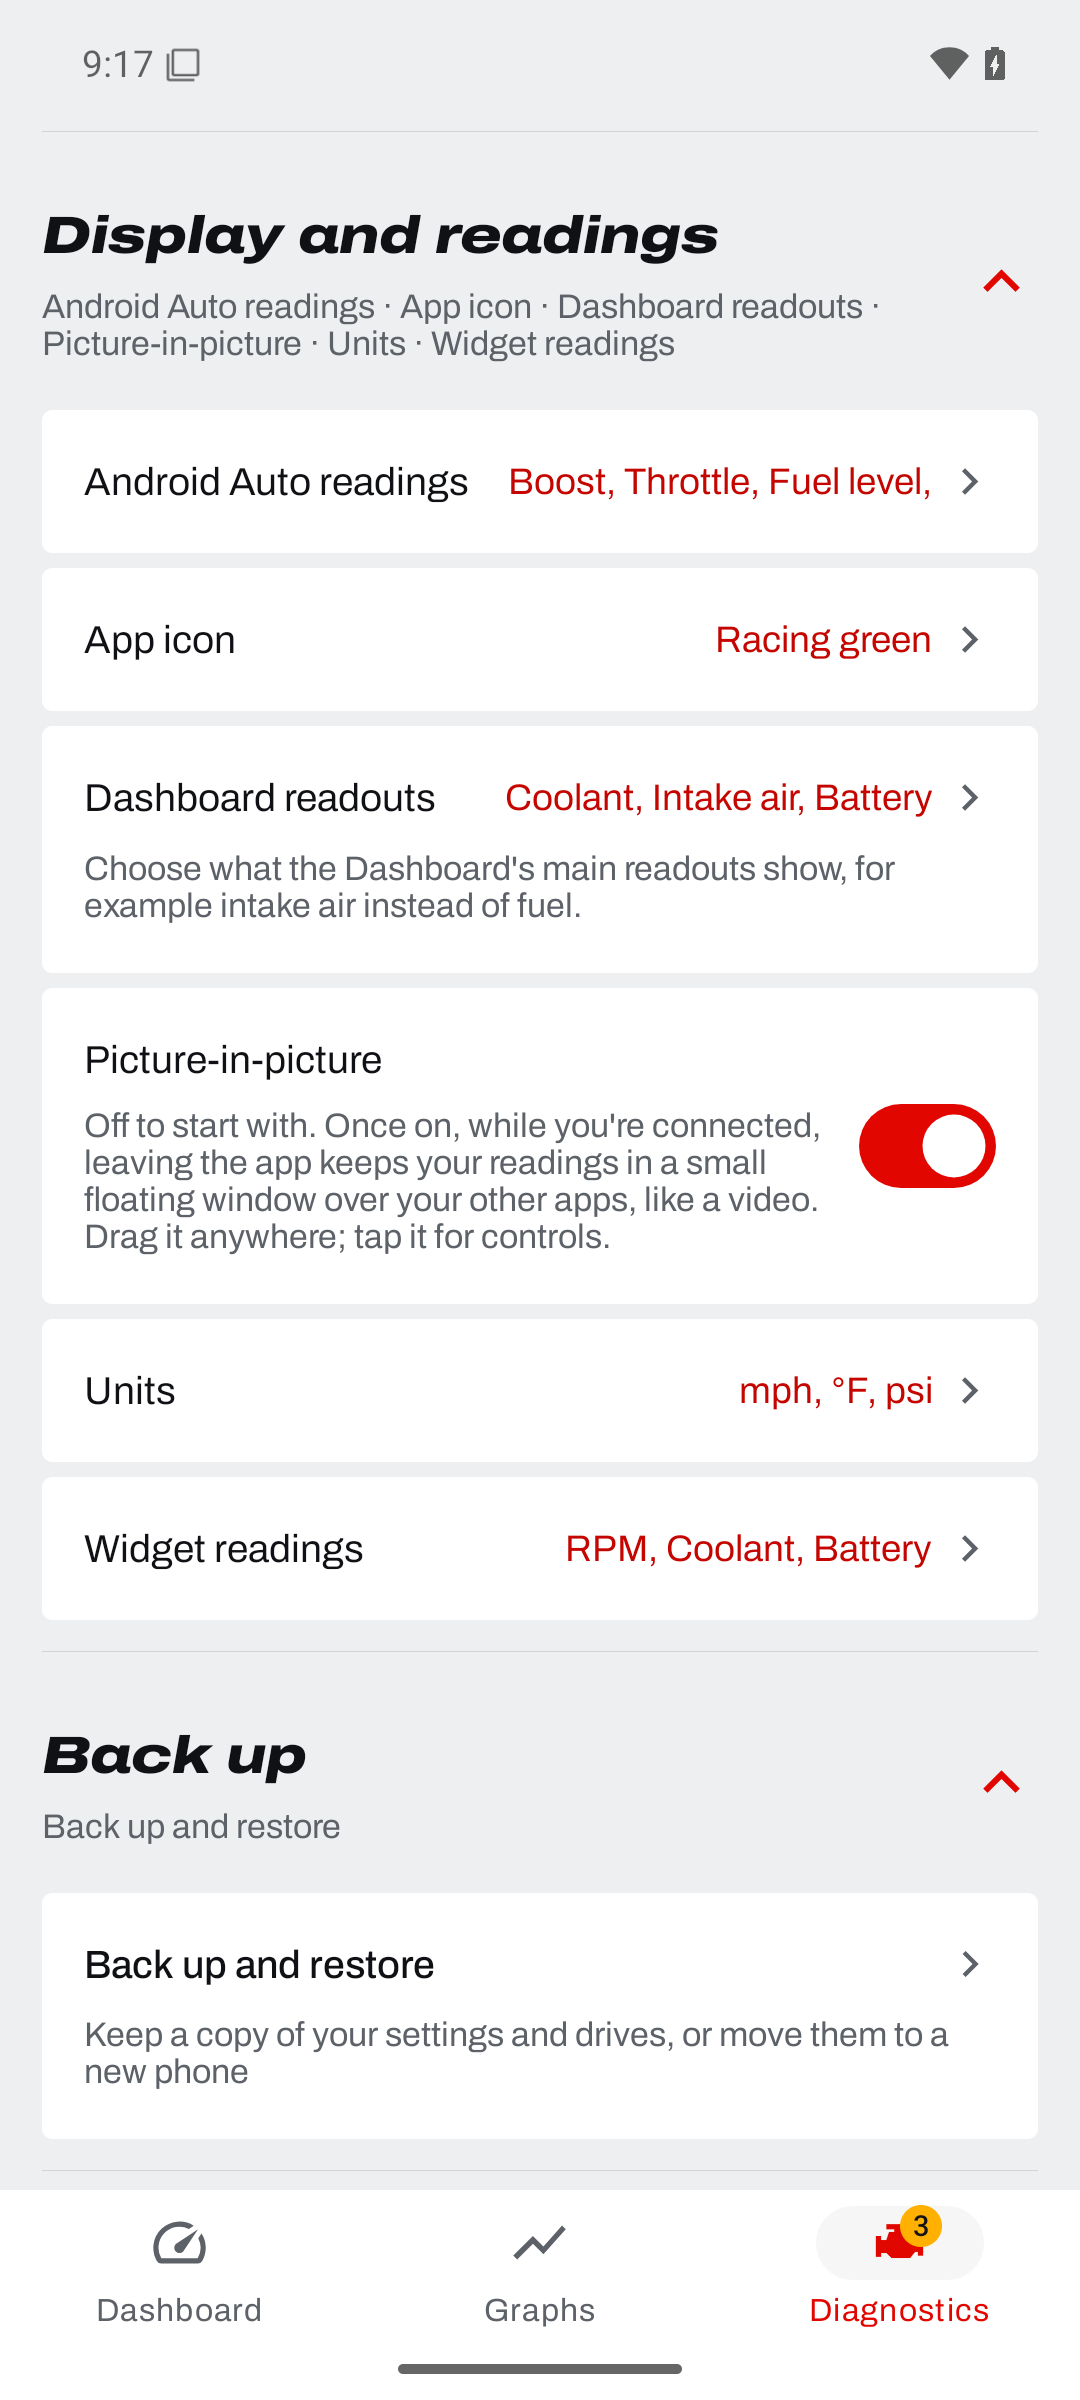 9:17
Display and readings
Android Auto readings · App icon · Dashboard readouts ·
Picture-in-picture · Units · Widget readings
Android Auto readings Boost, Throttle, Fuel level,
App icon Racing green
Dashboard readouts Coolant, Intake air, Battery
Choose what the Dashboard's main readouts show, for
example intake air instead of fuel.
Picture-in-picture
Off to start with. Once on, while you're connected,
leaving the app keeps your readings in a small
floating window over your other apps, like a video.
Drag it anywhere; tap it for controls.
Units mph, °F, psi
Widget readings RPM, Coolant, Battery
Back up
Back up and restore
Back up and restore
Keep a copy of your settings and drives, or move them to a
new phone
3
Dashboard Graphs Diagnostics